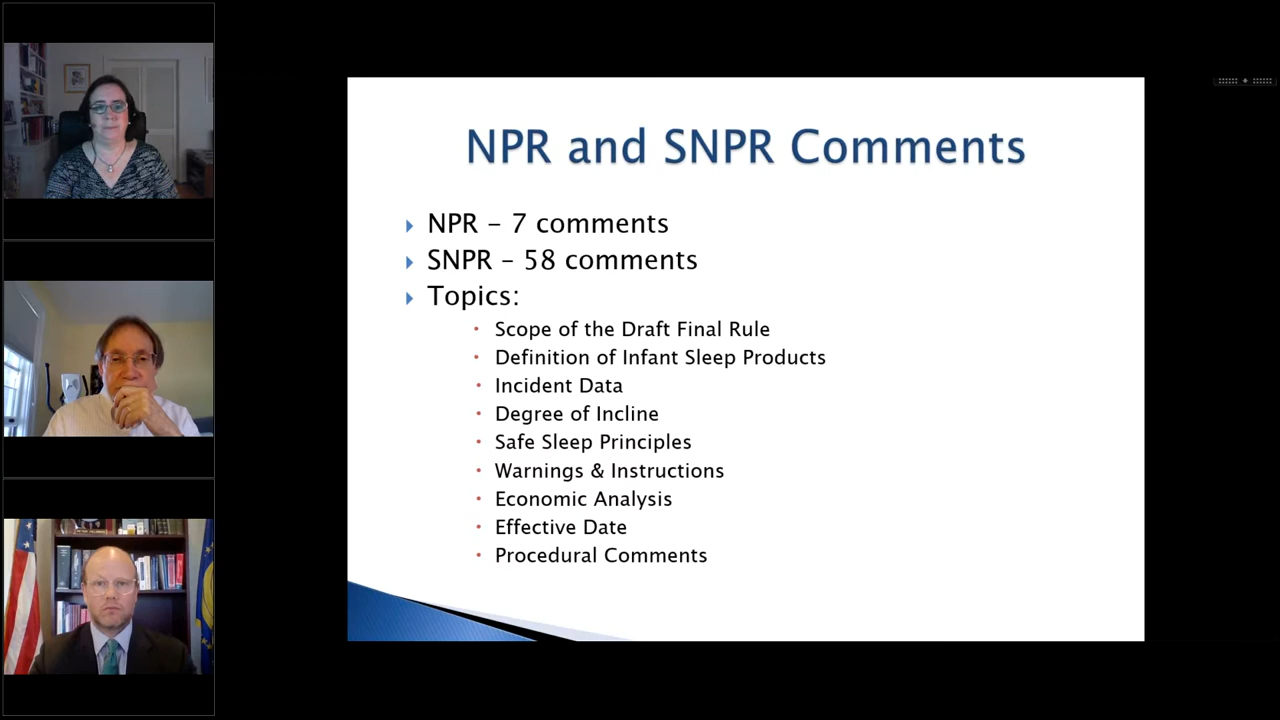 NPR and SNPR Comments
NPR – 7 comments
SNPR – 58 comments
Topics:
Scope of the Draft Final Rule
Definition of Infant Sleep Products
Incident Data
Degree of Incline
Safe Sleep Principles
Warnings & Instructions
Economic Analysis
Effective Date
Procedural Comments